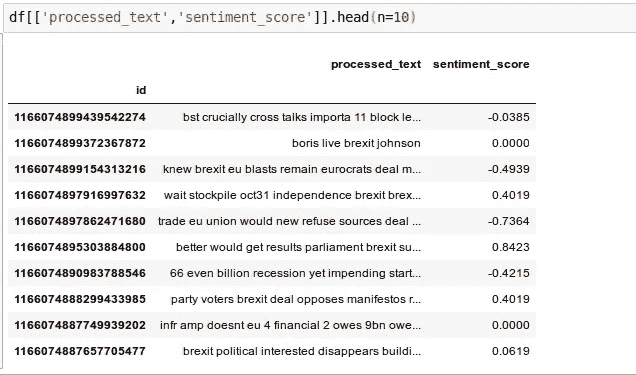 df[['processed_text','sentiment_score']].head(n=10)
processed_text sentiment_score
id
1166074899439542274 bst crucially cross talks importa 11 block le... -0.0385
1166074899372367872 boris live brexit johnson 0.0000
1166074899154313216 knew brexit eu blasts remain eurocrats deal m... -0.4939
1166074897916997632 wait stockpile oct31 independence brexit brex... 0.4019
1166074897862471680 trade eu union would new refuse sources deal ... -0.7364
1166074895303884800 better would get results parliament brexit su... 0.8423
1166074890983788546 66 even billion recession yet impending start... -0.4215
1166074888299433985 party voters brexit deal opposes manifestos r... 0.4019
1166074887749939202 infr amp doesnt eu 4 financial 2 owes 9bn owe... 0.0000
1166074887657705477 brexit political interested disappears buildi... 0.0619